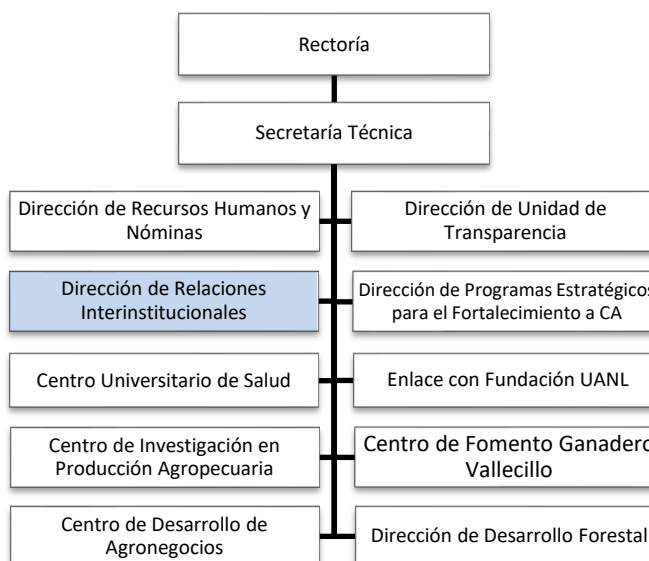 Rectoría
Secretaría Técnica
Dirección de Recursos Humanos y
Nóminas
Dirección de Unidad de
Transparencia
Dirección de Relaciones
Interinstitucionales
Dirección de Programas Estratégicos
para el Fortalecimiento a CA
Centro Universitario de Salud
Enlace con Fundación UANL
Centro de Investigación en
Producción Agropecuaria
Centro de Fomento Ganadero
Vallecillo
Centro de Desarrollo de
Agronegocios
Dirección de Desarrollo Forestal